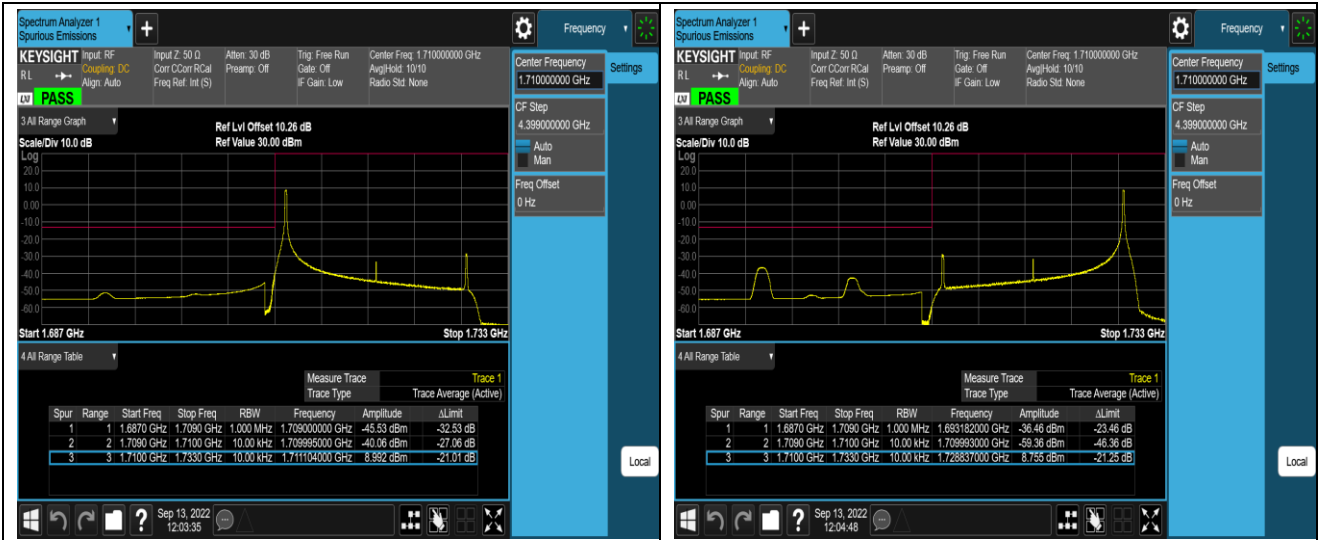 Spectrum Analyzer 1
Spurious Emissions
+
Frequency
KEYSIGHT Input: RF Input Z: 50 Ω Atten: 30 dB Trig: Free Run Center Freq: 1.710000000 GHz
Coupling: DC Corr CCorr RCal Preamp: Off Gate: Off Avg|Hold: 10/10
RL Align: Auto Freq Ref: Int (S) IF Gain: Low Radio Std: None
LXI PASS
Center Frequency
1.710000000 GHz
Settings
CF Step
4.399000000 GHz
Auto
Man
Freq Offset
0 Hz
3 All Range Graph
Ref Lvl Offset 10.26 dB
Scale/Div 10.0 dB Ref Value 30.00 dBm
Log
20.0
10.0
0.00
-10.0
-20.0
-30.0
-40.0
-50.0
-60.0
Start 1.687 GHz Stop 1.733 GHz
4 All Range Table
Measure Trace Trace 1
Trace Type Trace Average (Active)
Spur Range Start Freq Stop Freq RBW Frequency Amplitude ΔLimit
1 1 1.6870 GHz 1.7090 GHz 1.000 MHz 1.709000000 GHz -45.53 dBm -32.53 dB
2 2 1.7090 GHz 1.7100 GHz 10.00 kHz 1.709995000 GHz -40.06 dBm -27.06 dB
3 3 1.7100 GHz 1.7330 GHz 10.00 kHz 1.711104000 GHz 8.992 dBm -21.01 dB
Local
? Sep 13, 2022
12:03:35
Spectrum Analyzer 1
Spurious Emissions
+
Frequency
KEYSIGHT Input: RF Input Z: 50 Ω Atten: 30 dB Trig: Free Run Center Freq: 1.710000000 GHz
Coupling: DC Corr CCorr RCal Preamp: Off Gate: Off Avg|Hold: 10/10
RL Align: Auto Freq Ref: Int (S) IF Gain: Low Radio Std: None
LXI PASS
Center Frequency
1.710000000 GHz
Settings
CF Step
4.399000000 GHz
Auto
Man
Freq Offset
0 Hz
3 All Range Graph
Ref Lvl Offset 10.26 dB
Scale/Div 10.0 dB Ref Value 30.00 dBm
Log
20.0
10.0
0.00
-10.0
-20.0
-30.0
-40.0
-50.0
-60.0
Start 1.687 GHz Stop 1.733 GHz
4 All Range Table
Measure Trace Trace 1
Trace Type Trace Average (Active)
Spur Range Start Freq Stop Freq RBW Frequency Amplitude ΔLimit
1 1 1.6870 GHz 1.7090 GHz 1.000 MHz 1.693182000 GHz -36.46 dBm -23.46 dB
2 2 1.7090 GHz 1.7100 GHz 10.00 kHz 1.709993000 GHz -59.36 dBm -46.36 dB
3 3 1.7100 GHz 1.7330 GHz 10.00 kHz 1.728837000 GHz 8.755 dBm -21.25 dB
Local
? Sep 13, 2022
12:04:48